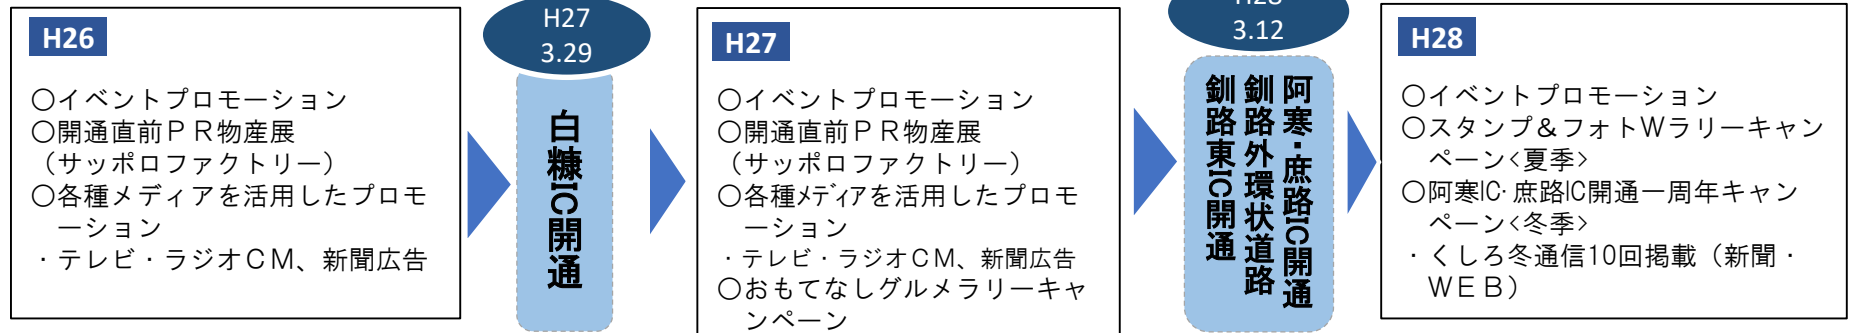 H26
○イベントプロモーション
○開通直前ＰＲ物産展
（サッポロファクトリー）
○各種メディアを活用したプロモ
ーション
・テレビ・ラジオＣＭ、新聞広告
H27
3.29
白糠IC開通
H27
○イベントプロモーション
○開通直前ＰＲ物産展
（サッポロファクトリー）
○各種ﾒﾃﾞｨｱを活用したプロモ
ーション
・テレビ・ラジオＣＭ、新聞広告
○おもてなしグルメラリーキャ
ンペーン
H28
3.12
阿寒・庶路IC開通
釧路外環状道路
釧路東IC開通
H28
○イベントプロモーション
○スタンプ＆フォトＷラリーキャン
ペーン<夏季>
○阿寒IC･庶路IC開通一周年キャン
ペーン<冬季>
・くしろ冬通信10回掲載（新聞・
ＷＥＢ）